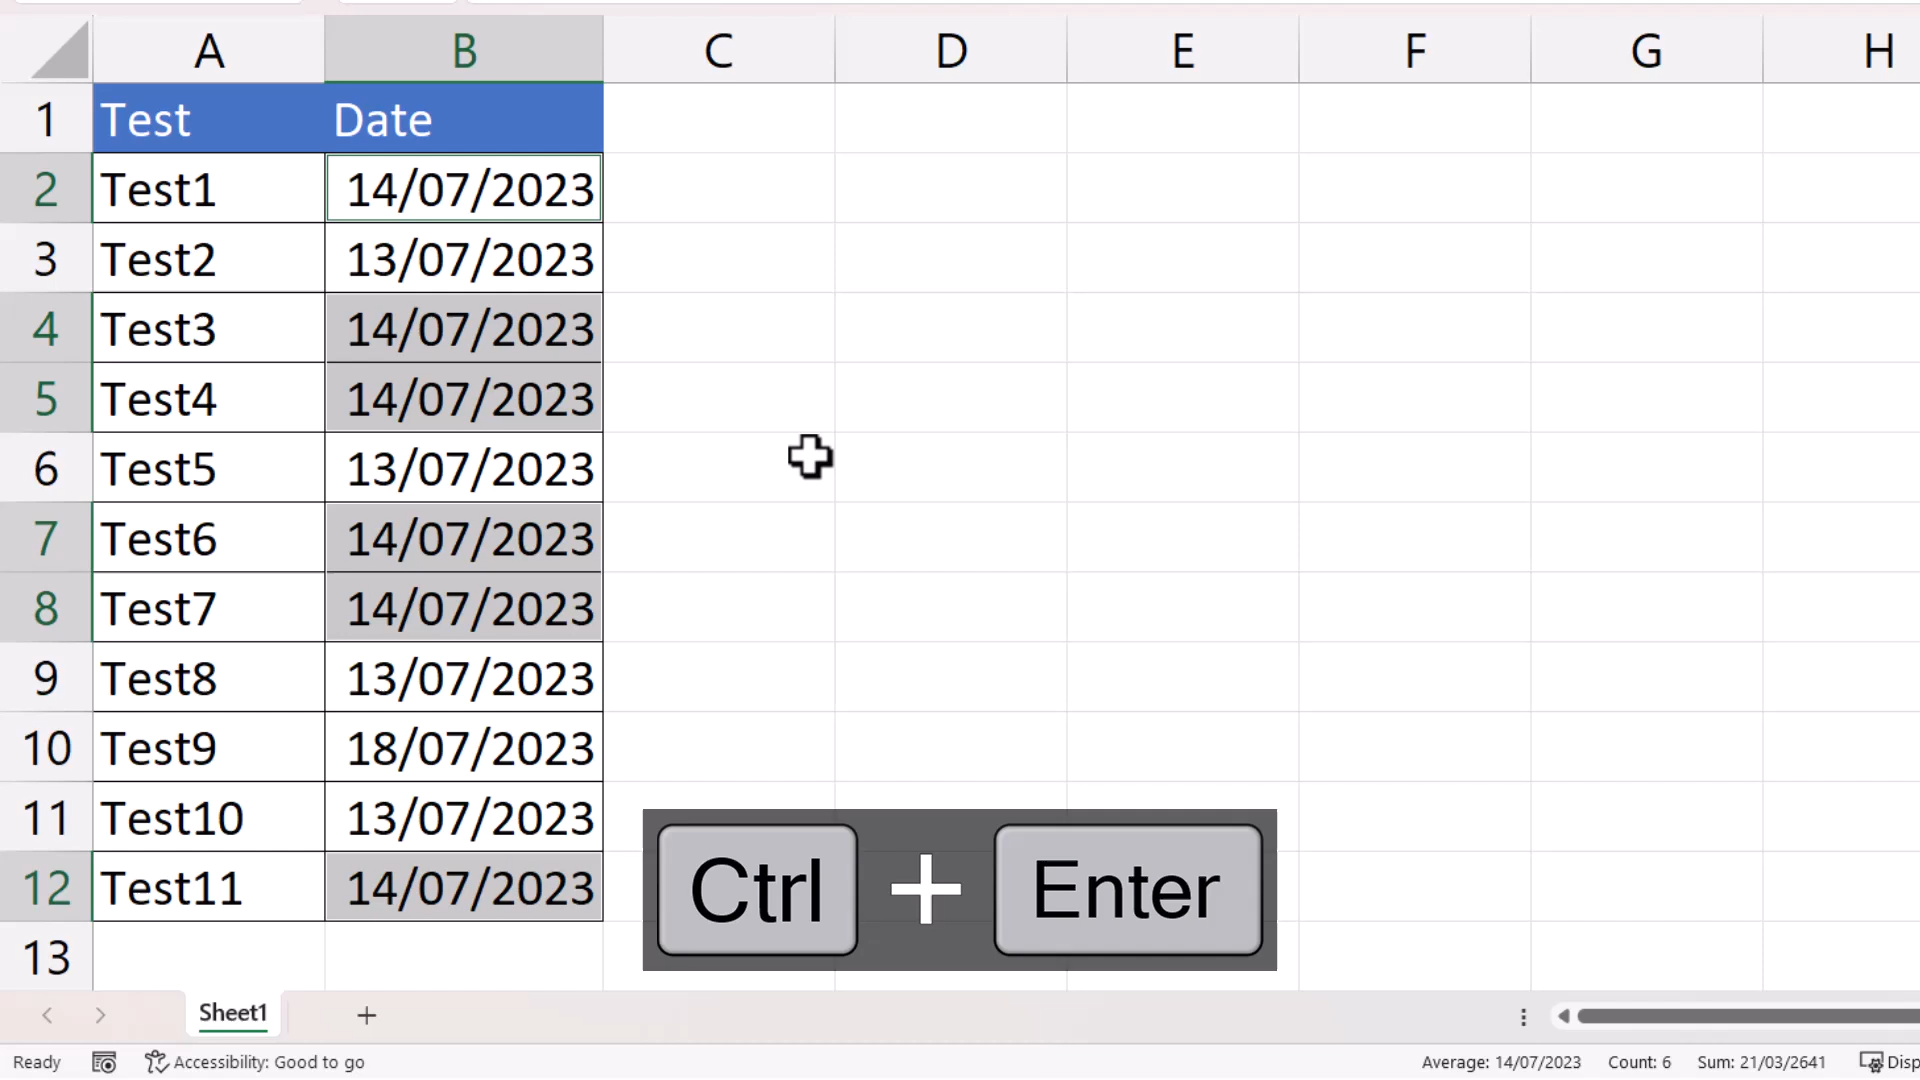 A B C D E F G H
1 Test Date
2 Test1 14/07/2023
3 Test2 13/07/2023
4 Test3 14/07/2023
5 Test4 14/07/2023
6 Test5 13/07/2023
7 Test6 14/07/2023
8 Test7 14/07/2023
9 Test8 13/07/2023
10 Test9 18/07/2023
11 Test10 13/07/2023
12 Test11 14/07/2023
13
Ctrl + Enter
Sheet1
Ready Accessibility: Good to go Average: 14/07/2023 Count: 6 Sum: 21/03/2641 Disp